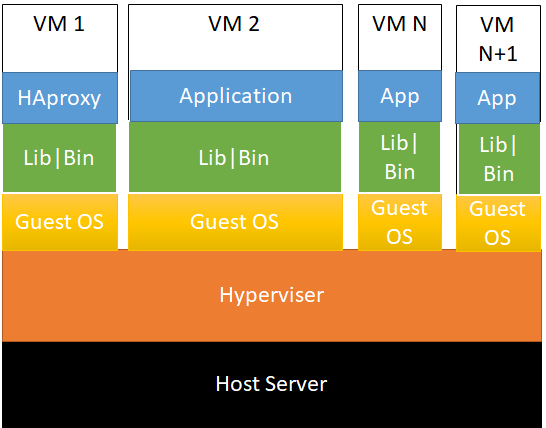 VM 1
VM 2
VM N
VM
N+1
HAproxy
Application
App
App
Lib|Bin
Lib|Bin
Lib|
Bin
Lib|
Bin
Guest OS
Guest OS
Guest
OS
Guest
OS
Hyperviser
Host Server